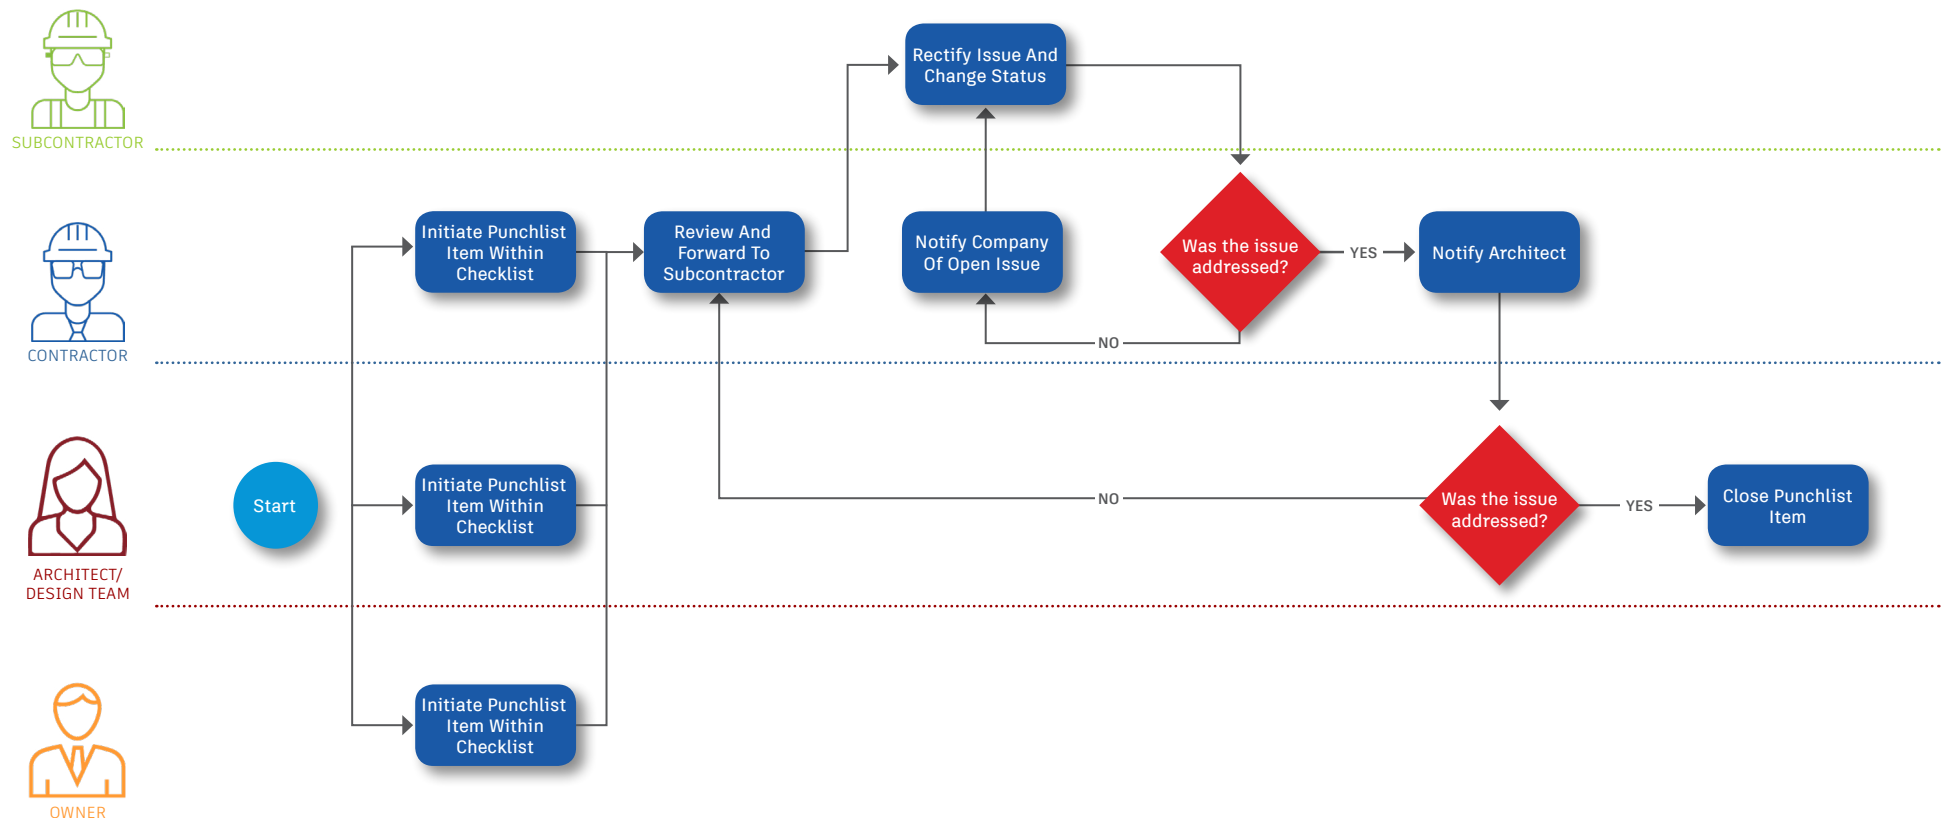 Rectify Issue And
Change Status
SUBCONTRACTOR
Initiate Punchlist
Item Within
Checklist
Review And
Forward To
Subcontractor
Notify Company
Of Open Issue
Was the issue
addressed?
YES
Notify Architect
NO
CONTRACTOR
Start
Initiate Punchlist
Item Within
Checklist
NO
Was the issue
addressed?
YES
Close Punchlist
Item
ARCHITECT/
DESIGN TEAM
Initiate Punchlist
Item Within
Checklist
OWNER